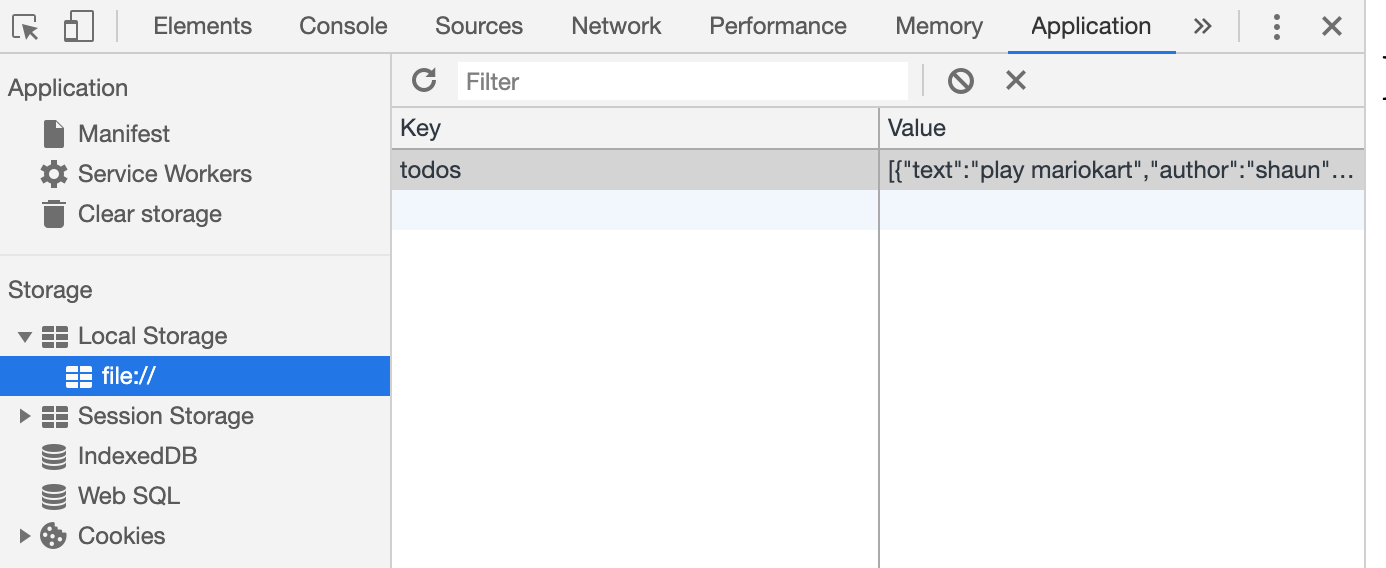 Elements Console Sources Network Performance Memory Application »
Application
Manifest
Service Workers
Clear storage
Storage
Local Storage
file://
Session Storage
IndexedDB
Web SQL
Cookies
Filter
Key Value
todos [{"text":"play mariokart","author":"shaun"…